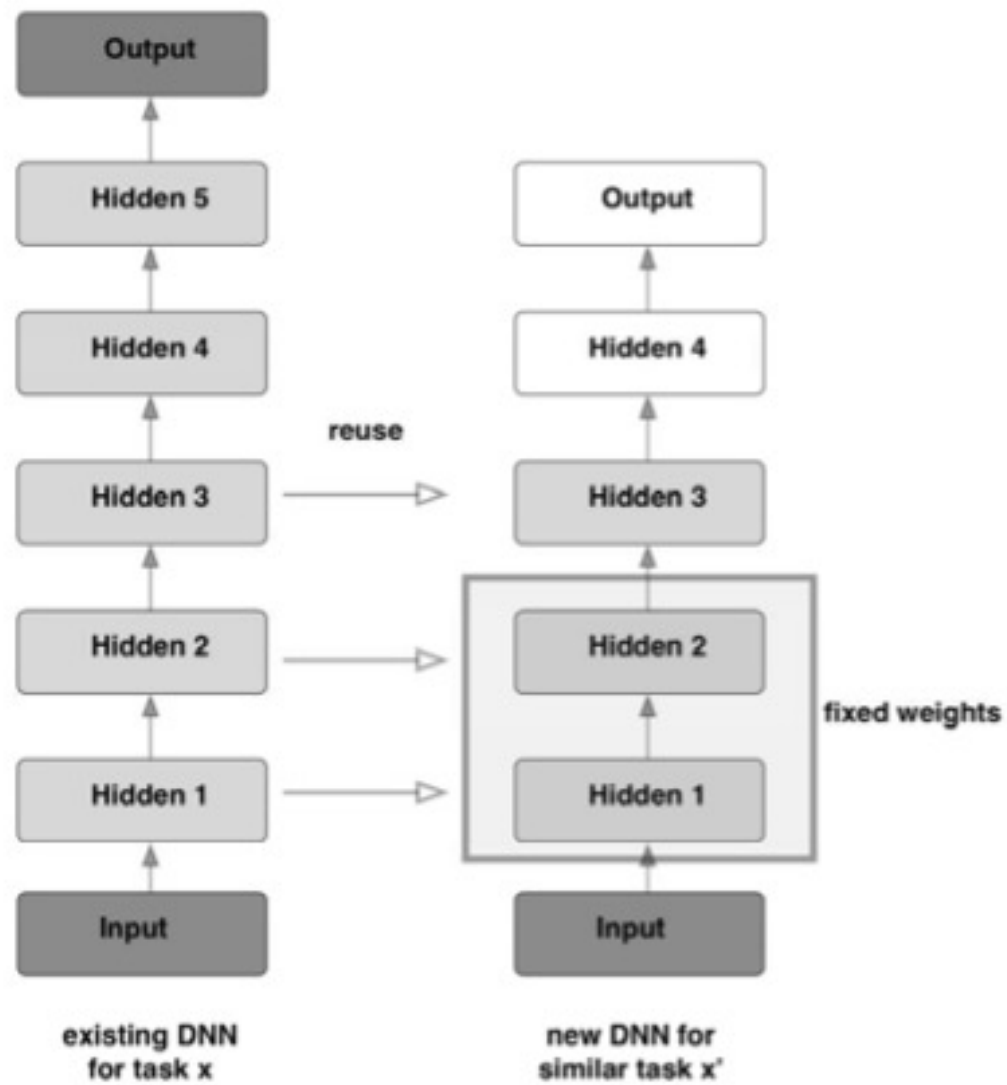 Output
Hidden 5
Hidden 4
Hidden 3
Hidden 2
Hidden 1
Input
existing DNN
for task x
reuse
Output
Hidden 4
Hidden 3
Hidden 2
Hidden 1
Input
fixed weights
new DNN for
similar task x'